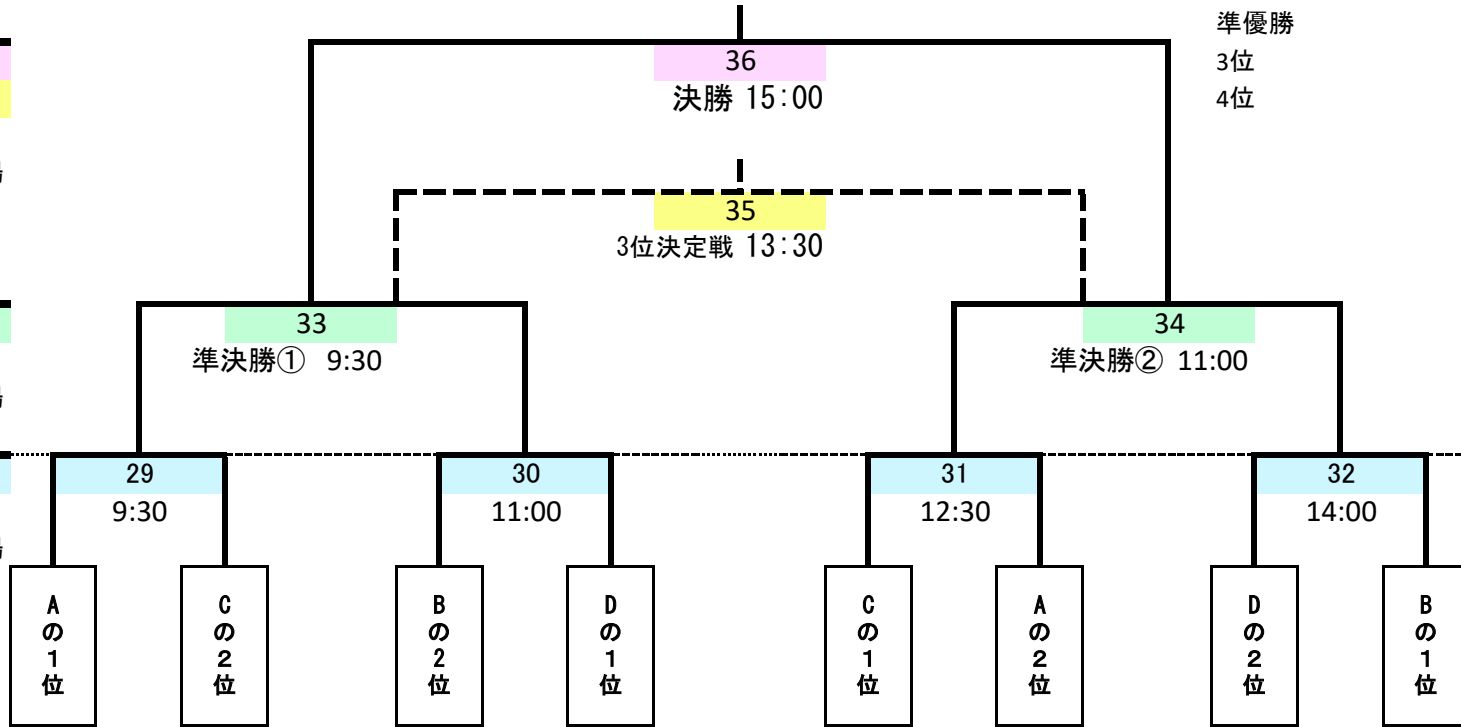 準優勝
36
3位
決勝 15:00
4位
35
3位決定戦 13:30
33
34
準決勝① 9:30
準決勝② 11:00
29
30
31
32
9:30
11:00
12:30
14:00
Aの1位
Cの2位
Bの2位
Dの1位
Cの1位
Aの2位
Dの2位
Bの1位